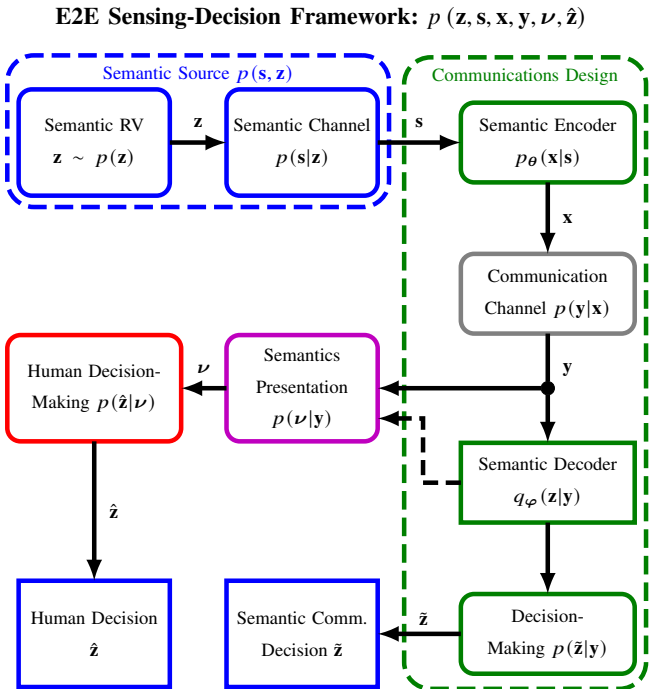 E2E Sensing-Decision Framework: p (z, s, x, y, ν, ẑ)
Semantic Source p(s, z)
Communications Design
Semantic RV
z ∼ p(z)
z
Semantic Channel
p(s|z)
s
Semantic Encoder
p_θ(x|s)
x
Communication
Channel p(y|x)
y
Human Decision-
Making p(ẑ|ν)
ν
Semantics
Presentation
p(ν|y)
Semantic Decoder
q_φ(z|y)
ẑ
Human Decision
ẑ
Semantic Comm.
Decision z̃
z̃
Decision-
Making p(z̃|y)